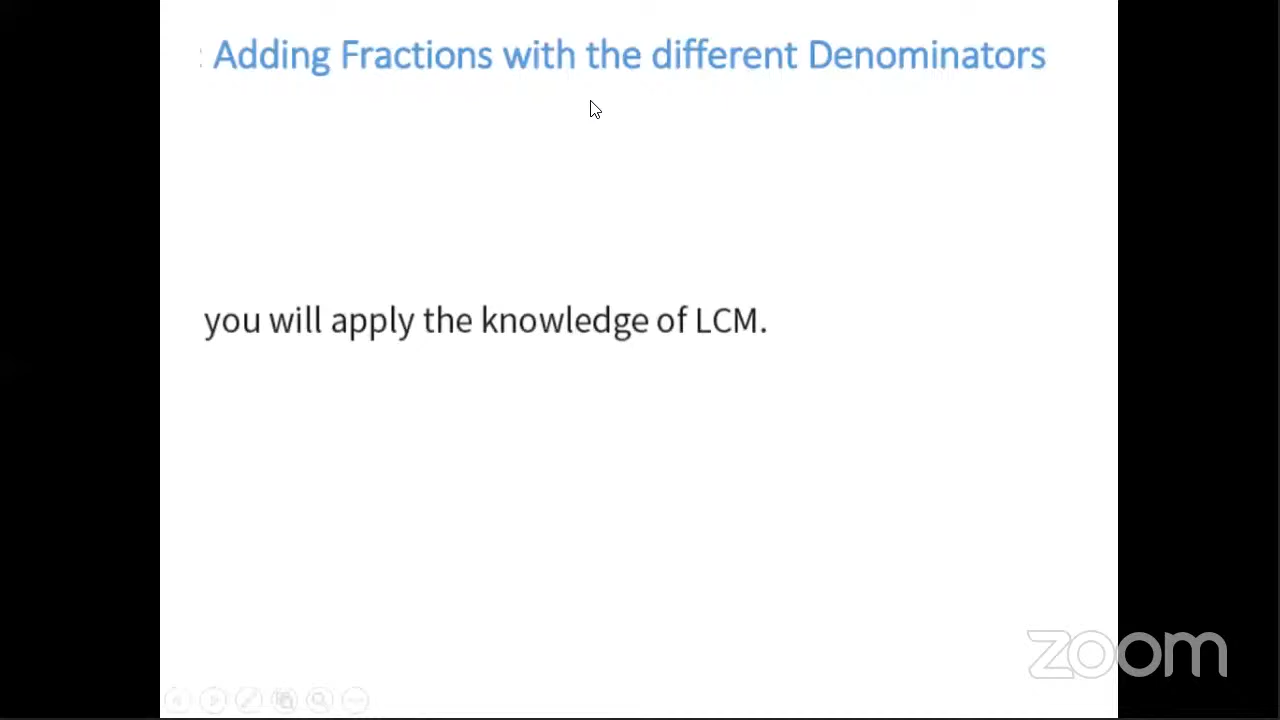 : Adding Fractions with the different Denominators
you will apply the knowledge of LCM.
zoom